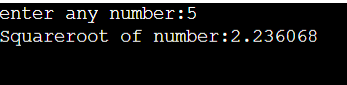 enter any number:5
Squareroot of number:2.236068